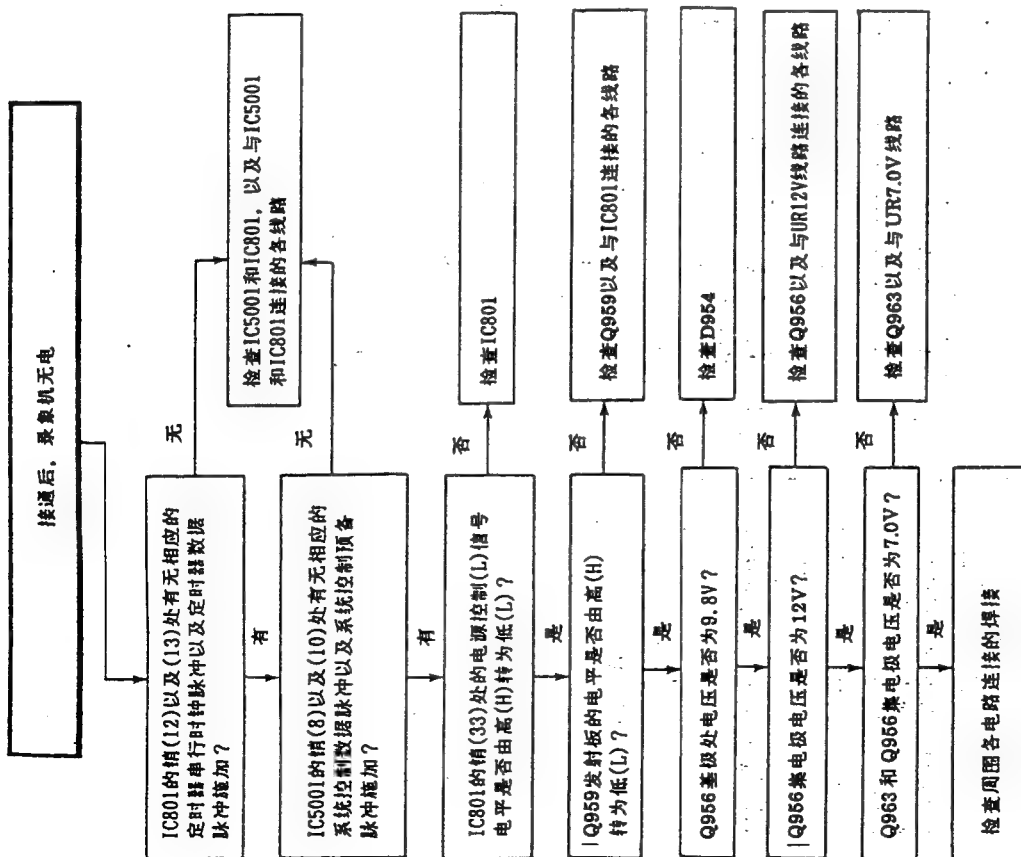 接通后，录象机无电
IC801的销(12)以及(13)处有无相应的
定时器串行时钟脉冲以及定时器数据
脉冲施加？
无
检查IC5001和IC801，以及与IC5001
和IC801连接的各线路
有
IC5001的销(8)以及(10)处有无相应的
系统控制数据脉冲以及系统控制预备
脉冲施加？
无
有
IC801的销(33)处的电源控制(L)信号
电平是否由高(H)转为低(L)？
否
检查IC801
是
Q959发射板的电平是否由高(H)
转为低(L)？
否
检查Q959以及与IC801连接的各线路
是
Q956基极处电压是否为9.8V？
否
检查D954
是
Q956集电极电压是否为12V？
否
检查Q956以及与UR12V线路连接的各线路
是
Q963和Q956集电极电压是否为7.0V？
否
检查Q963以及与UR7.0V线路
是
检查周围各电路连接的焊接